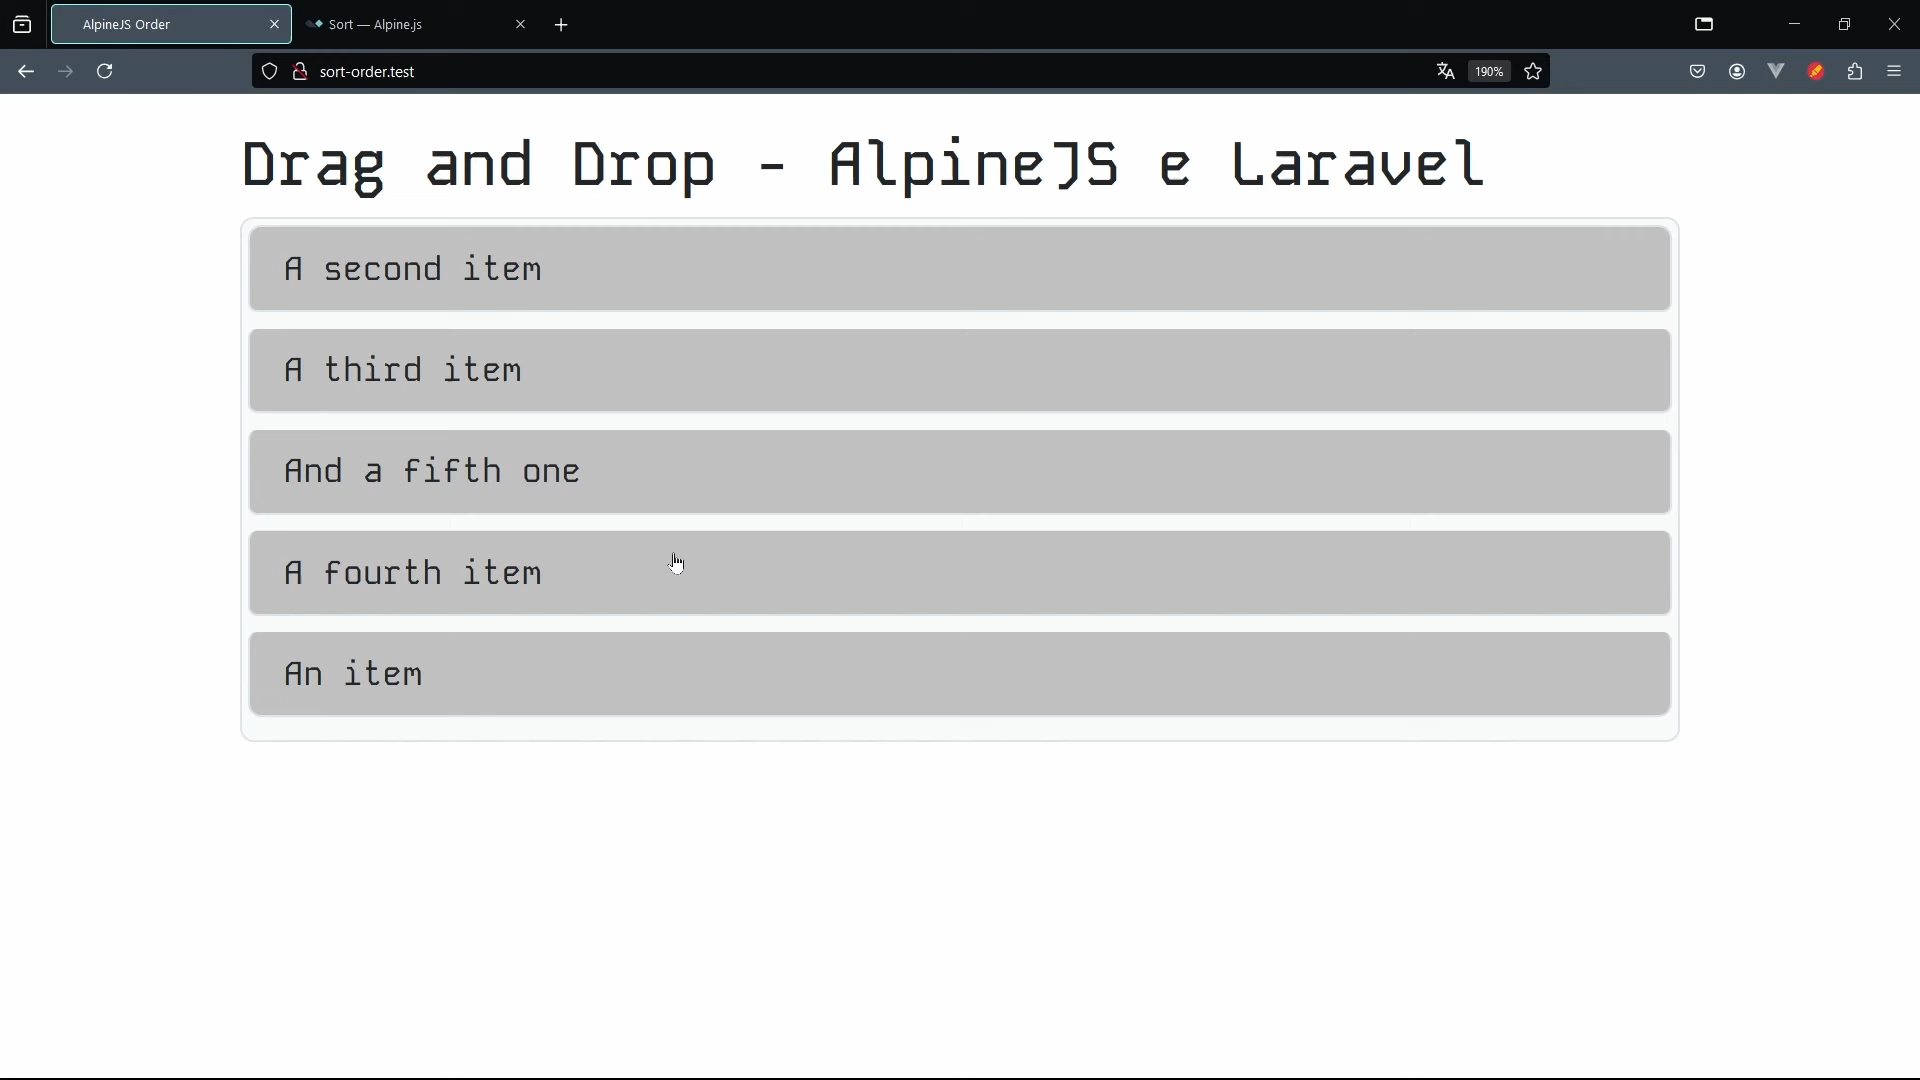 AlpineJS Order
Sort — Alpine.js
sort-order.test
190%
Drag and Drop - AlpineJS e Laravel
A second item
A third item
And a fifth one
A fourth item
An item